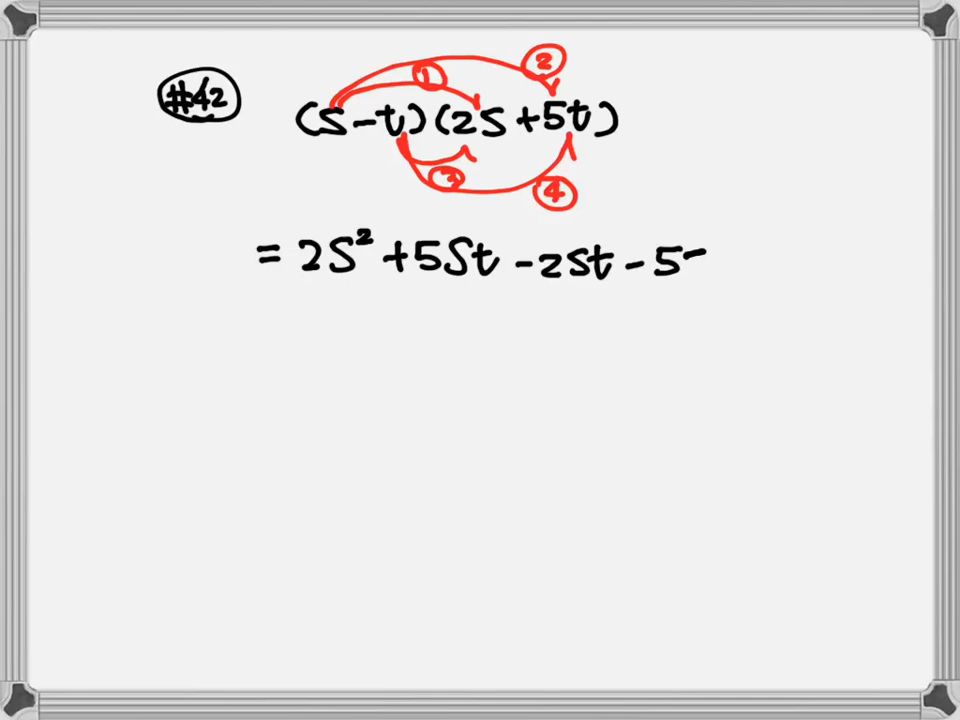 #42 (s-t)(2s+5t)
① ② ③ ④
= 2s² +5st -2st -5